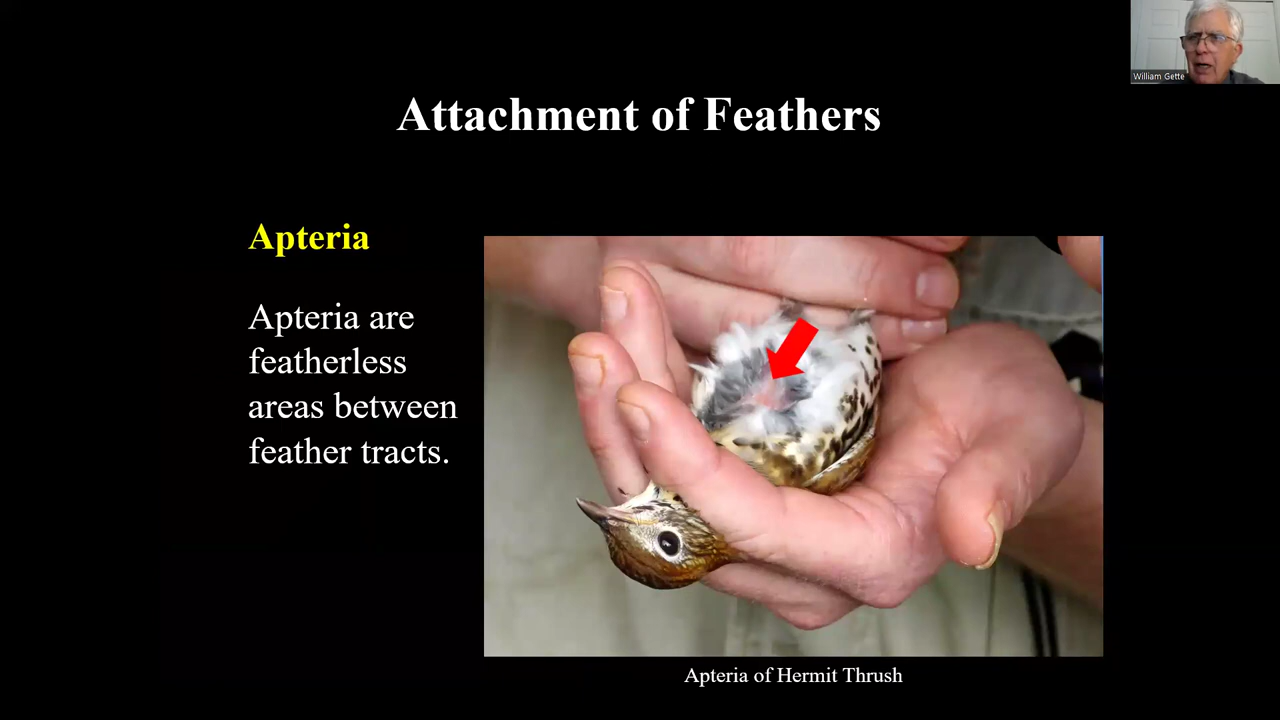 William Gette
Attachment of Feathers
Apteria
Apteria are
featherless
areas between
feather tracts.
Apteria of Hermit Thrush